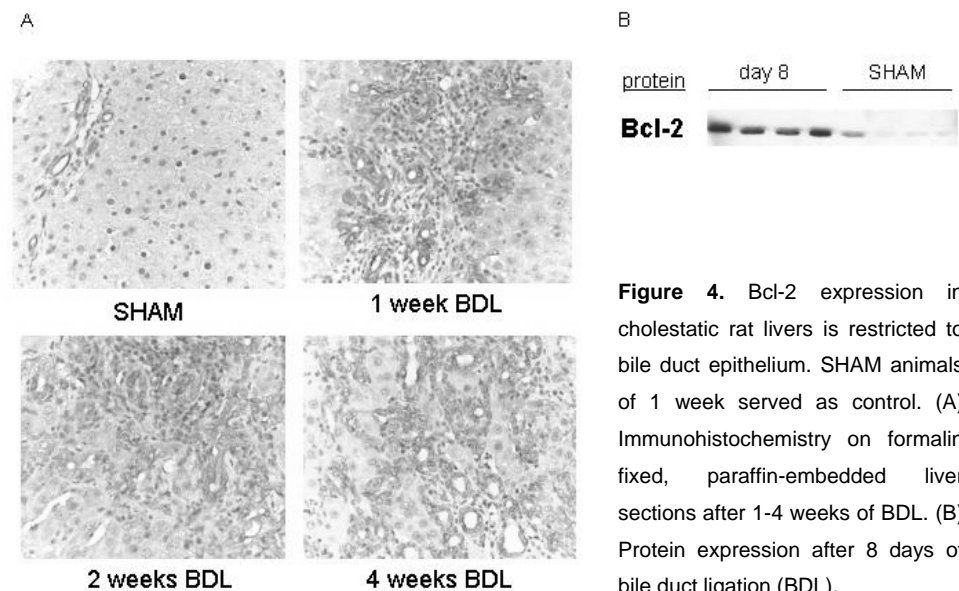 A
SHAM
1 week BDL
2 weeks BDL
4 weeks BDL
B
protein day 8 SHAM
Bcl-2
Figure 4. Bcl-2 expression in
cholestatic rat livers is restricted to
bile duct epithelium. SHAM animals
of 1 week served as control. (A)
Immunohistochemistry on formalin
fixed, paraffin-embedded liver
sections after 1-4 weeks of BDL. (B)
Protein expression after 8 days of
bile duct ligation (BDL).